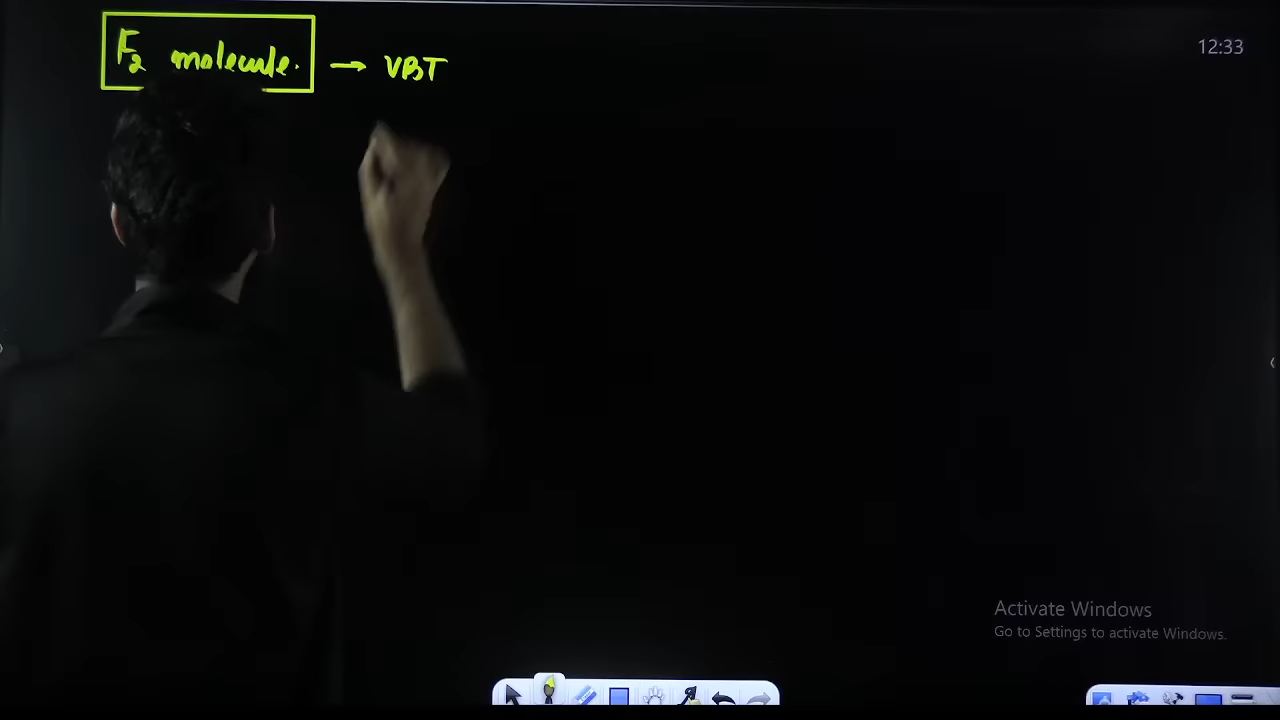 12:33
F₂ molecule. → VBT
Activate Windows
Go to Settings to activate Windows.